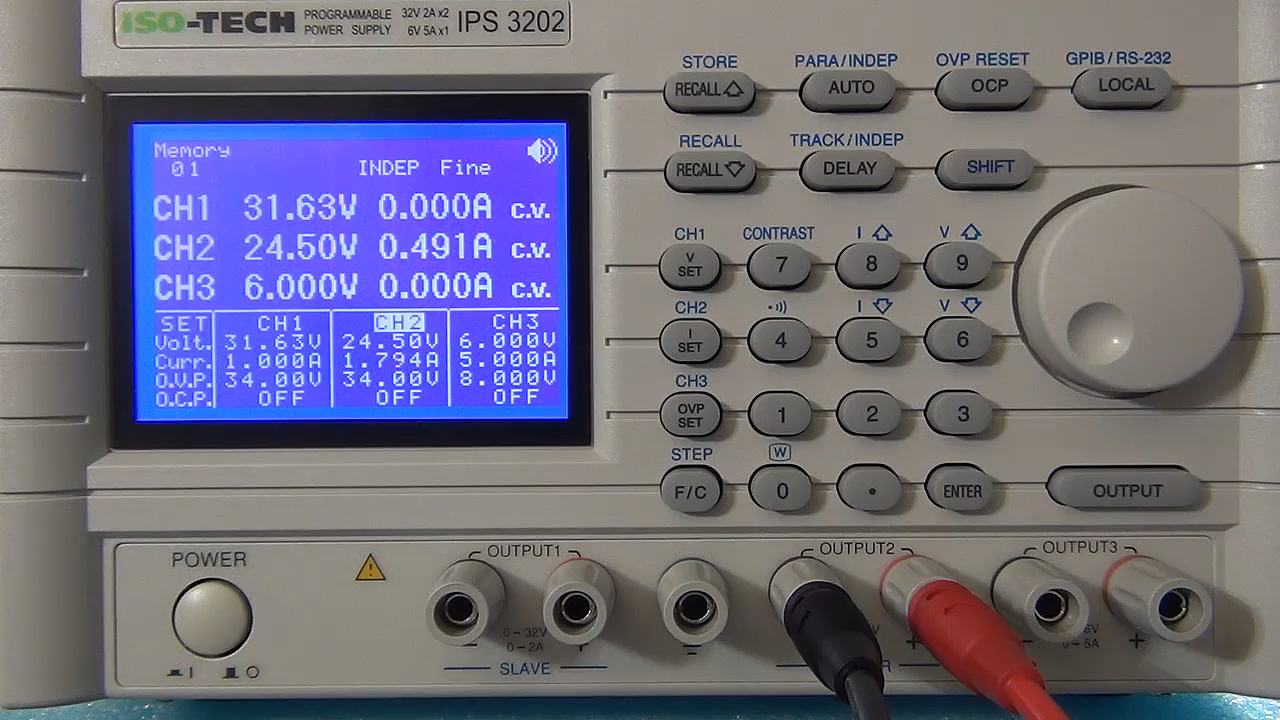 ISO-TECH PROGRAMMABLE POWER SUPPLY 32V 2A x2 6V 5A x1 IPS 3202
Memory
01
INDEP Fine
CH1 31.63V 0.000A c.v.
CH2 24.50V 0.491A c.v.
CH3 6.000V 0.000A c.v.
SET CH1 CH2 CH3
Volt. 31.63V 24.50V 6.000V
Curr. 1.000A 1.794A 5.000A
O.V.P. 34.00V 34.00V 8.000V
O.C.P. OFF OFF OFF
STORE PARA/INDEP OVP RESET GPIB/RS-232
RECALL AUTO OCP LOCAL
RECALL TRACK/INDEP
RECALL DELAY SHIFT
CH1 CONTRAST I V
V SET 7 8 9
CH2 I V
I SET 4 5 6
CH3
OVP SET 1 2 3
STEP W
F/C 0 . ENTER OUTPUT
POWER OUTPUT1 OUTPUT2 OUTPUT3
0-32V
0-2A 0-5A
- + +  +
I O SLAVE R